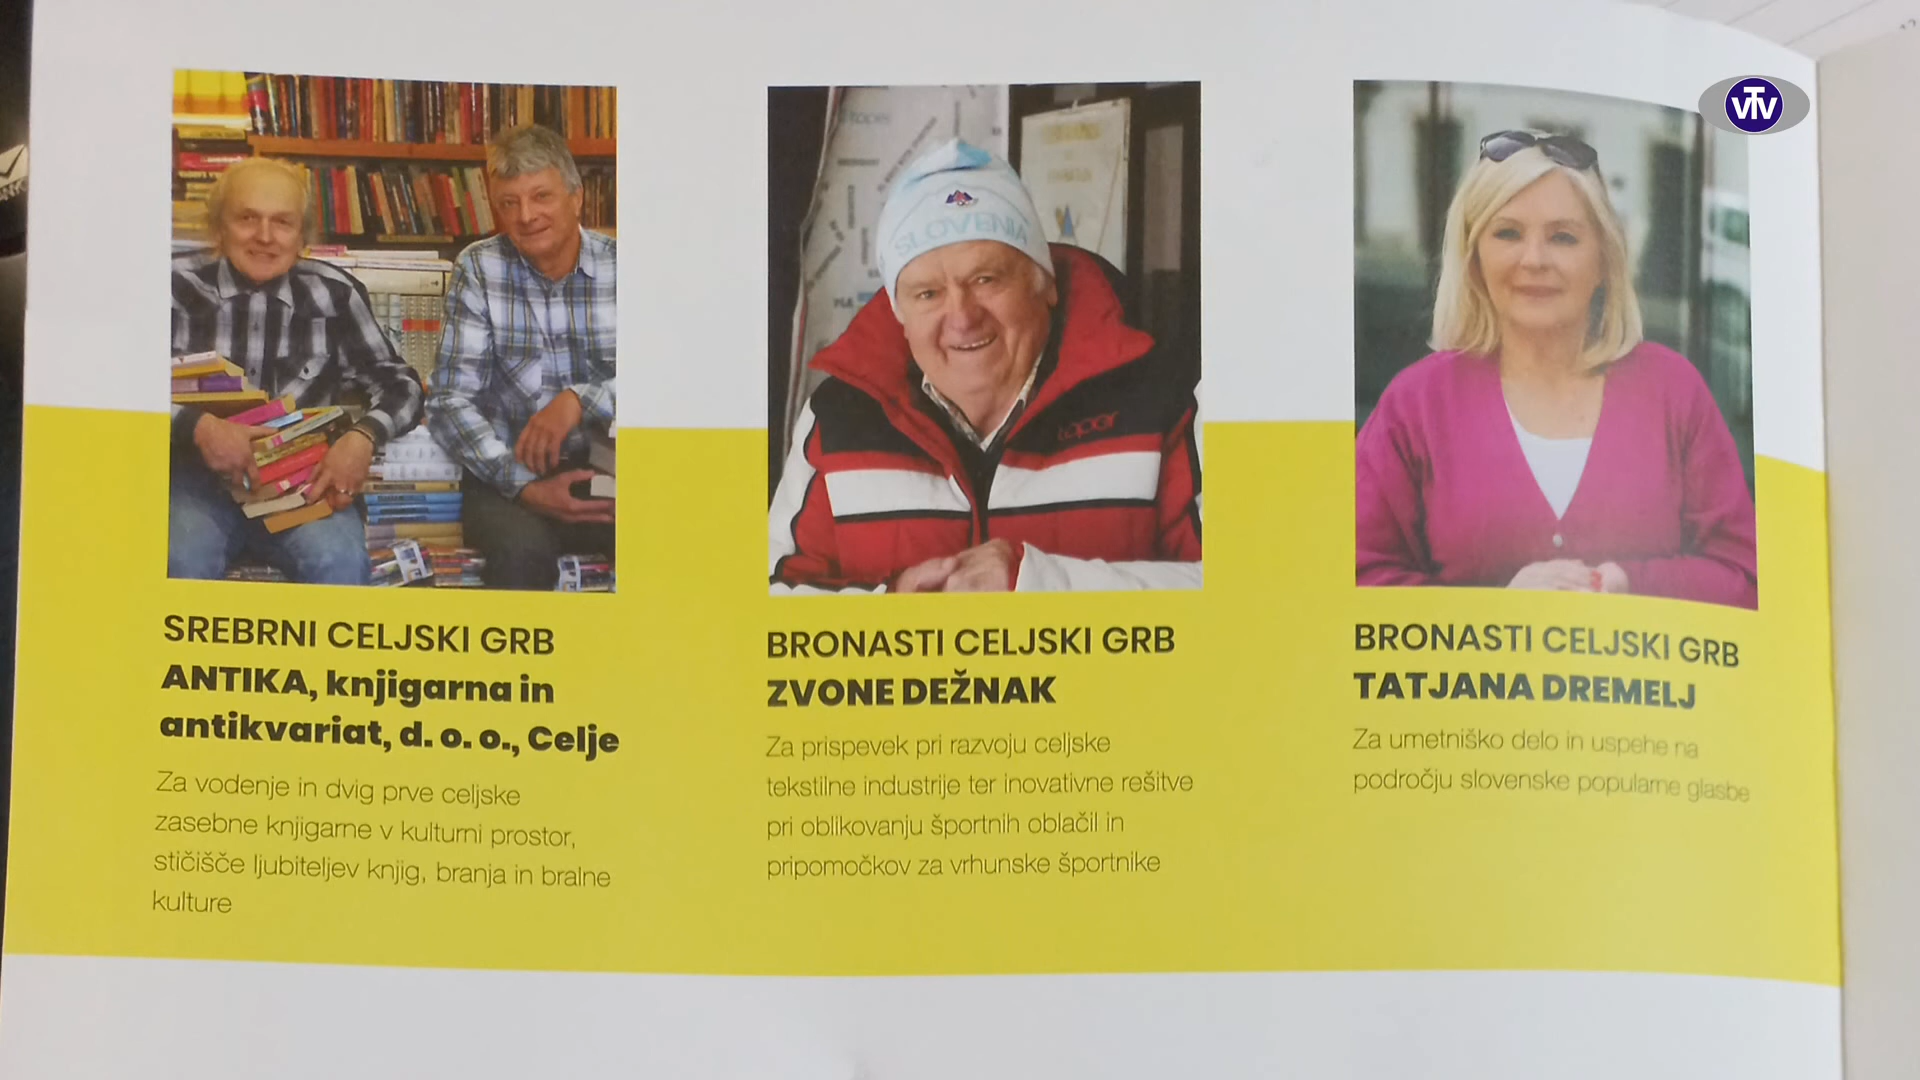 VTV
SLOVENIA
toper
SREBRNI CELJSKI GRB
ANTIKA, knjigarna in
antikvariat, d. o. o., Celje
Za vodenje in dvig prve celjske
zasebne knjigarne v kulturni prostor,
stičišče ljubiteljev knjig, branja in bralne
kulture
BRONASTI CELJSKI GRB
ZVONE DEŽNAK
Za prispevek pri razvoju celjske
tekstilne industrije ter inovativne rešitve
pri oblikovanju športnih oblačil in
pripomočkov za vrhunske športnike
BRONASTI CELJSKI GRB
TATJANA DREMELJ
Za umetniško delo in uspehe na
področju slovenske popularne glasbe